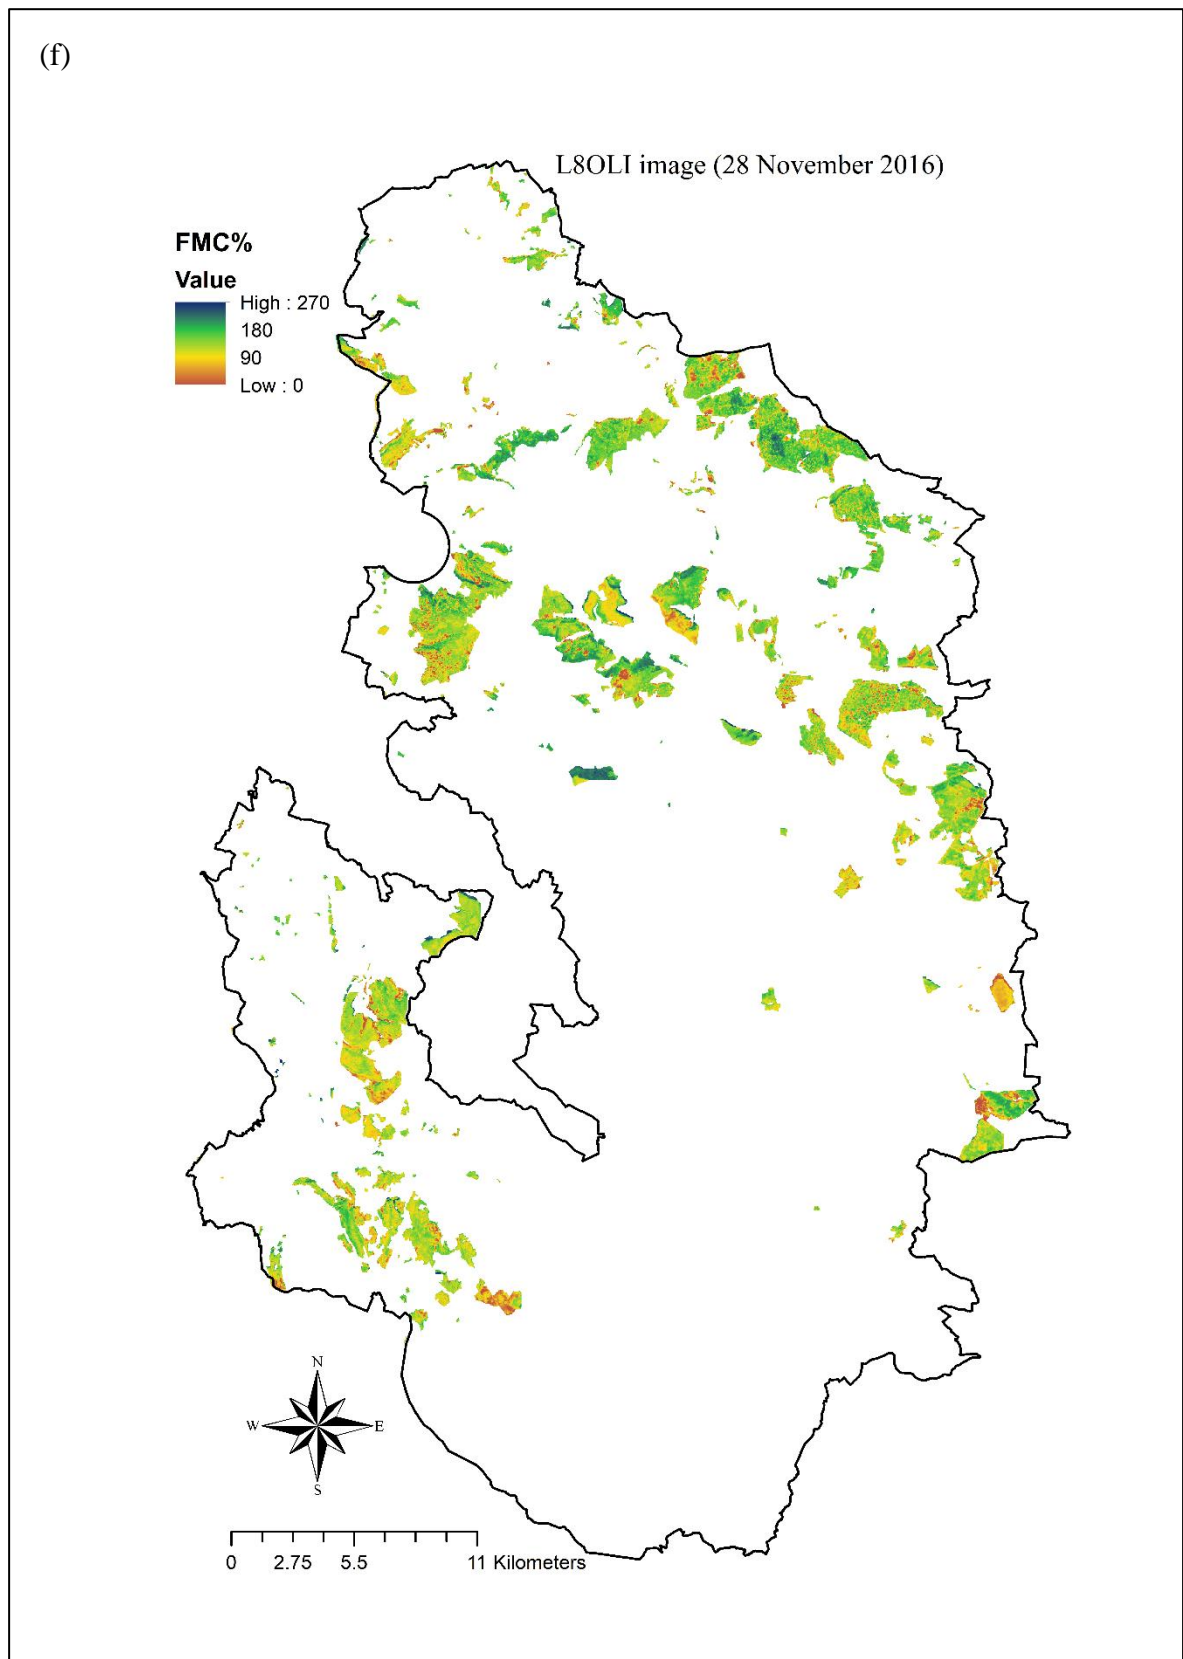 (f)
L8OLI image (28 November 2016)
FMC%
Value
High : 270
180
90
Low : 0
N
W E
S
0 2.75 5.5 11 Kilometers